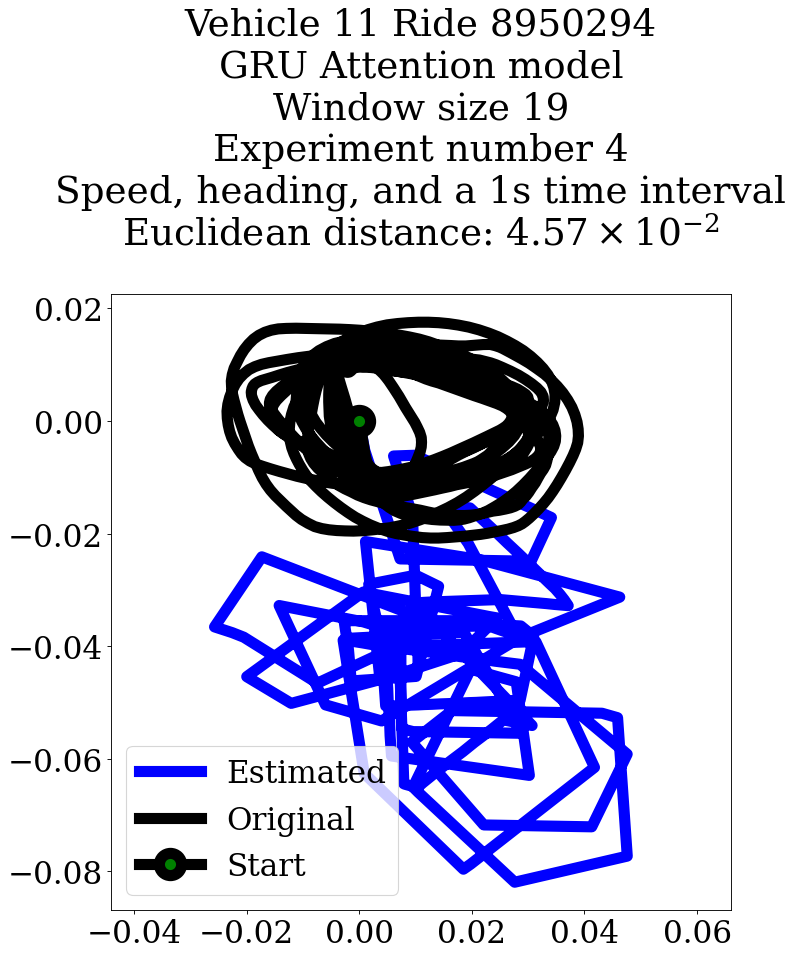 Vehicle 11 Ride 8950294
GRU Attention model
Window size 19
Experiment number 4
Speed, heading, and a 1s time interval
Euclidean distance: 4.57 × 10⁻²
0.02
0.00
−0.02
−0.04
−0.06
−0.08
Estimated
Original
Start
−0.04 −0.02 0.00 0.02 0.04 0.06